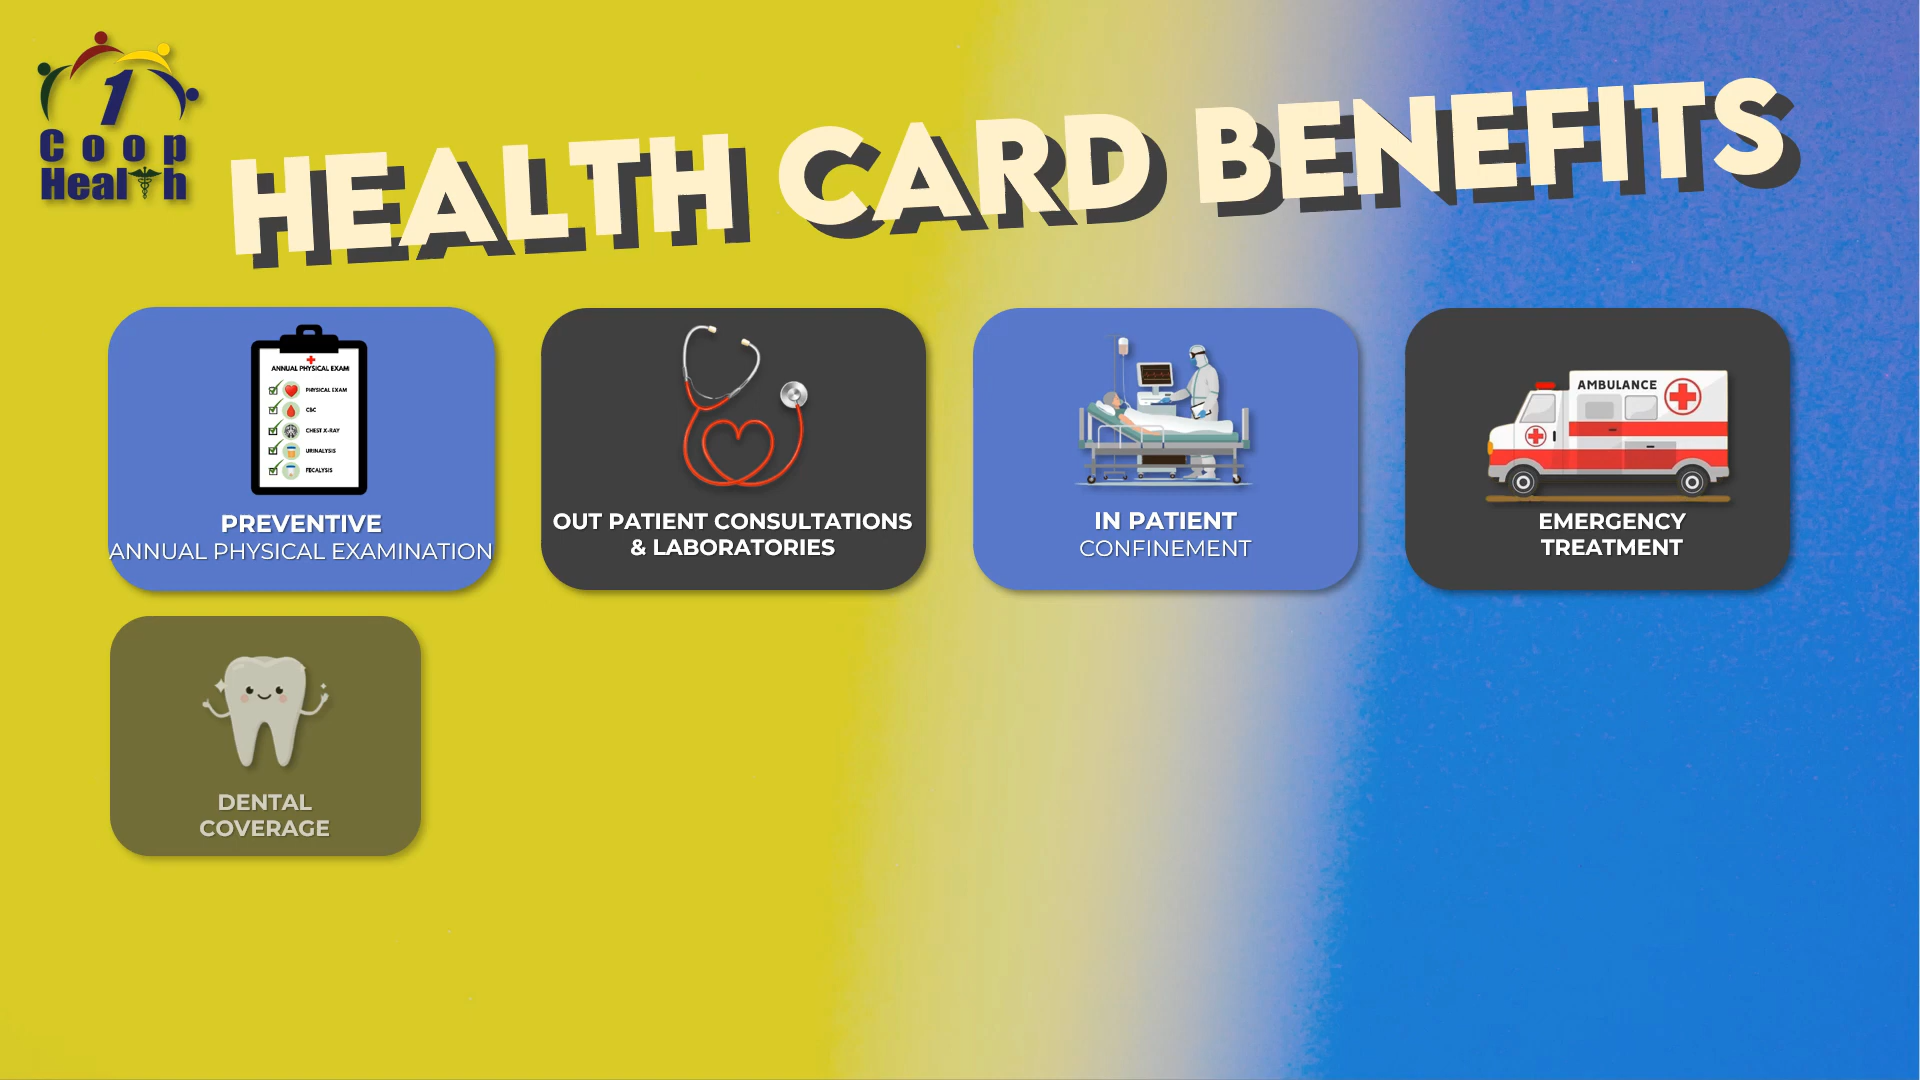 1
Coop
Health
HEALTH CARD BENEFITS
ANNUAL PHYSICAL EXAM
PHYSICAL EXAM
CBC
CHEST X-RAY
URINALYSIS
FECALYSIS
PREVENTIVE
ANNUAL PHYSICAL EXAMINATION
OUT PATIENT CONSULTATIONS
& LABORATORIES
IN PATIENT
CONFINEMENT
AMBULANCE
EMERGENCY
TREATMENT
DENTAL
COVERAGE